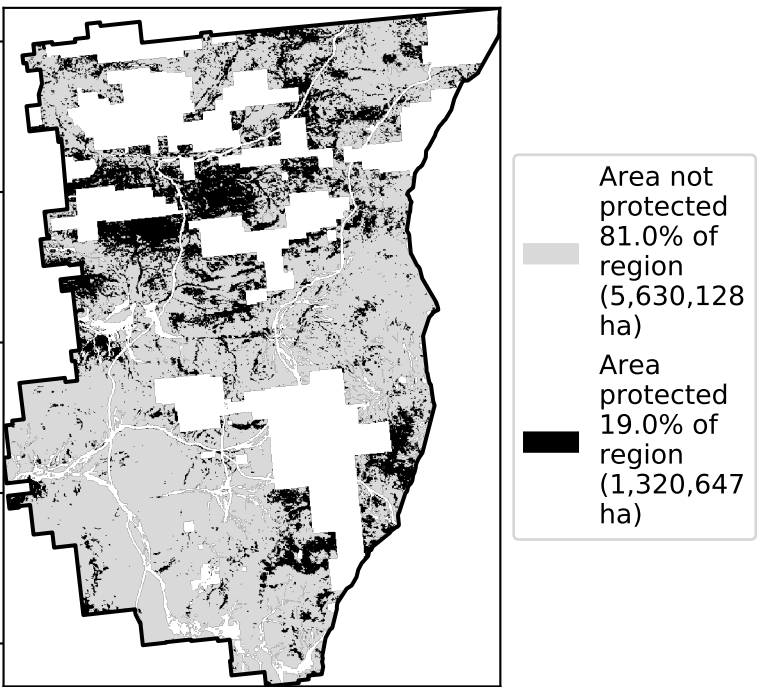 Area not
protected
81.0% of
region
(5,630,128
ha)
Area
protected
19.0% of
region
(1,320,647
ha)